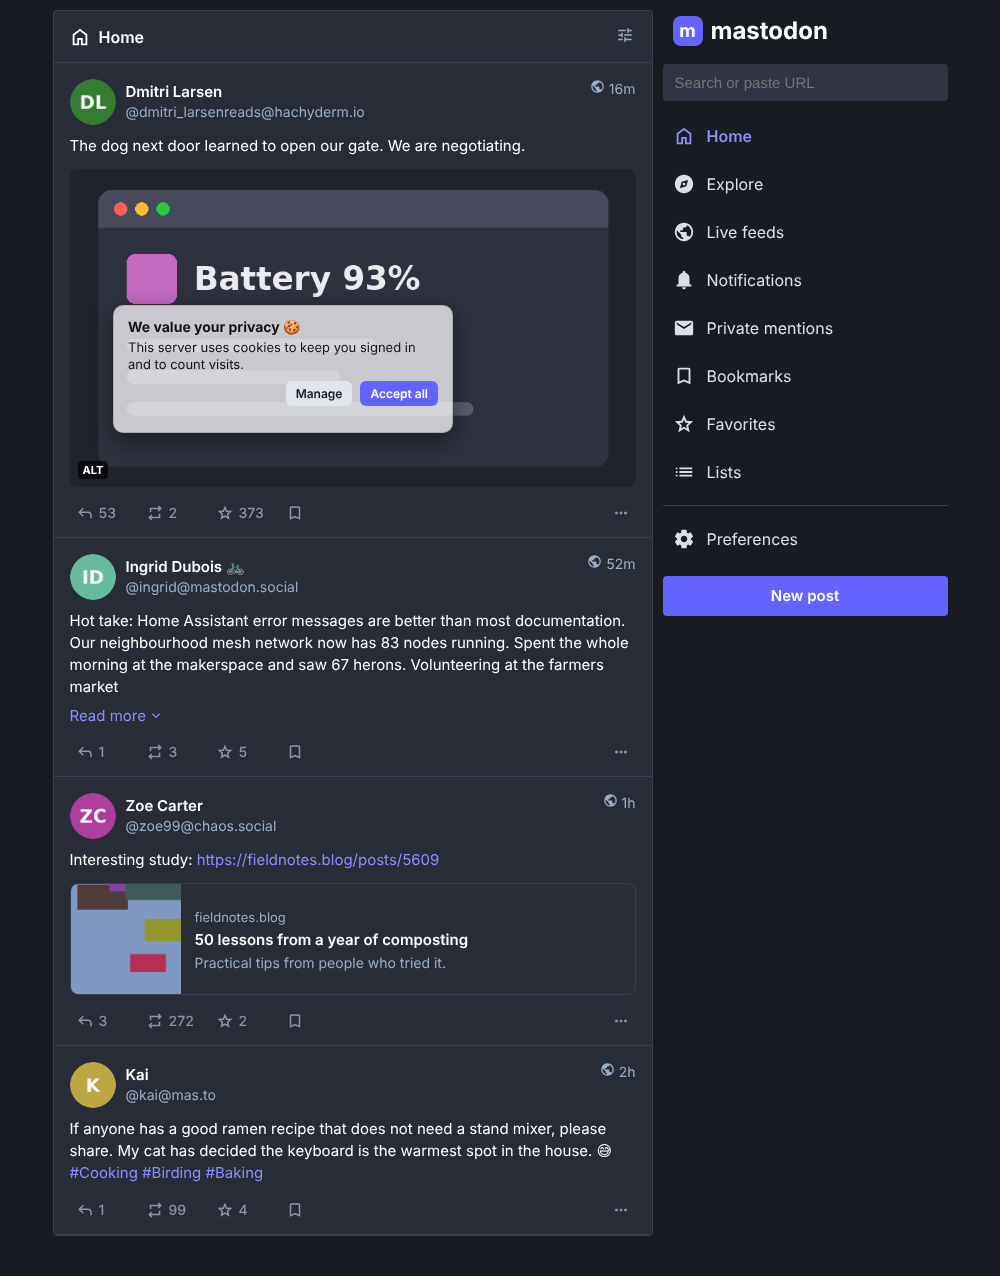 Home
Dmitri Larsen
16m
@dmitri_larsenreads@hachyderm.io
The dog next door learned to open our gate. We are negotiating.
Battery 93%
We value your privacy 🍪
This server uses cookies to keep you signed in
and to count visits.
Manage
Accept all
ALT
53
2
373
Ingrid Dubois 🚲
52m
@ingrid@mastodon.social
Hot take: Home Assistant error messages are better than most documentation.
Our neighbourhood mesh network now has 83 nodes running. Spent the whole
morning at the makerspace and saw 67 herons. Volunteering at the farmers
market
Read more
1
3
5
ZC
Zoe Carter
1h
@zoe99@chaos.social
Interesting study: https://fieldnotes.blog/posts/5609
fieldnotes.blog
50 lessons from a year of composting
Practical tips from people who tried it.
3
272
2
K
Kai
2h
@kai@mas.to
If anyone has a good ramen recipe that does not need a stand mixer, please
share. My cat has decided the keyboard is the warmest spot in the house. 😅
#Cooking #Birding #Baking
1
99
4
DL
ID
m
mastodon
Search or paste URL
Home
Explore
Live feeds
Notifications
Private mentions
Bookmarks
Favorites
Lists
Preferences
New post